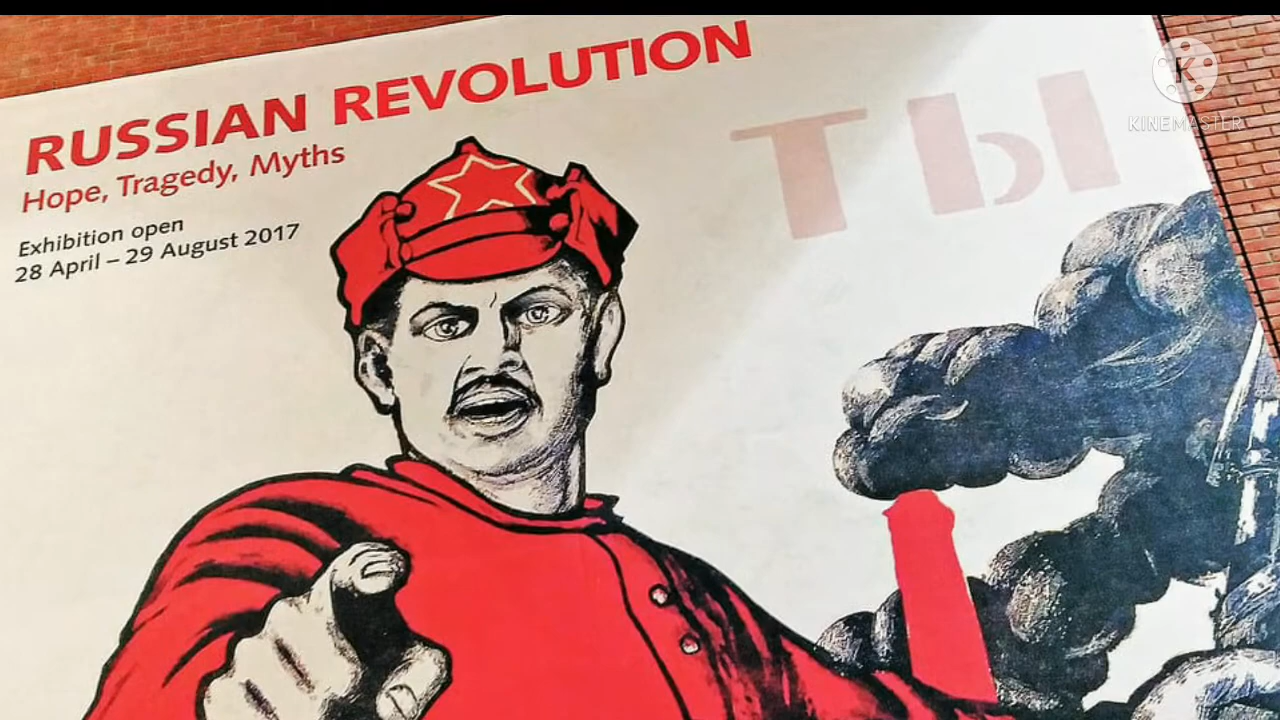 RUSSIAN REVOLUTION
Hope, Tragedy, Myths
Exhibition open
28 April – 29 August 2017
ТЫ
K
KINEMASTER